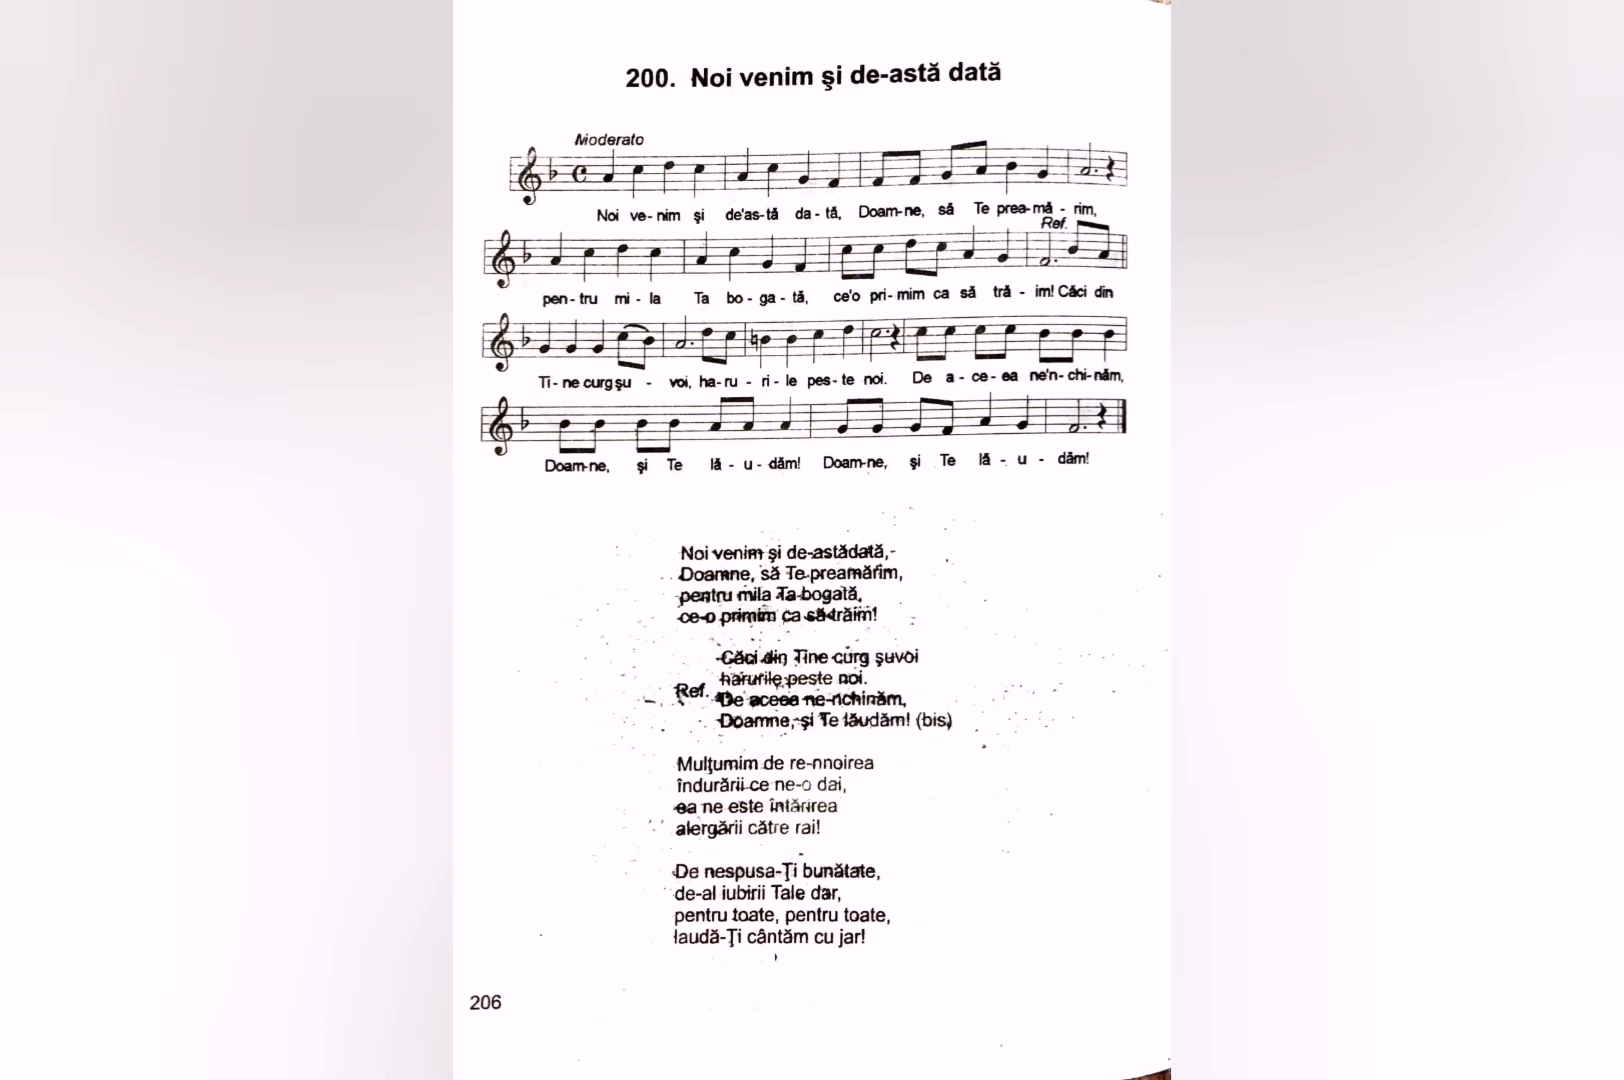 200. Noi venim şi de-astă dată
Moderato
Noi ve-nim şi de'as-tă da-tă, Doam-ne, să Te prea-mă-rim,
Ref.
pen-tru mi-la Ta bo-ga-tă, ce'o pri-mim ca să tră-im! Căci din
Ti-ne curg şu-voi, ha-ru-ri-le pes-te noi. De a-ce-ea ne'n-chi-năm,
Doam-ne, şi Te lă-u-dăm! Doam-ne, şi Te lă-u-dăm!
Noi venim şi de-astădată,-
Doamne, să Te preamărim,
pentru mila Ta bogată,
ce-o primim ca să trăim!
Căci din Tine curg şuvoi
harurile peste noi.
Ref. De aceea ne-nchinăm,
Doamne, şi Te lăudăm! (bis)
Mulţumim de re-nnoirea
îndurării ce ne-o dai,
ea ne este întărirea
alergării către rai!
De nespusa-Ţi bunătate,
de-al iubirii Tale dar,
pentru toate, pentru toate,
laudă-Ţi cântăm cu jar!
206